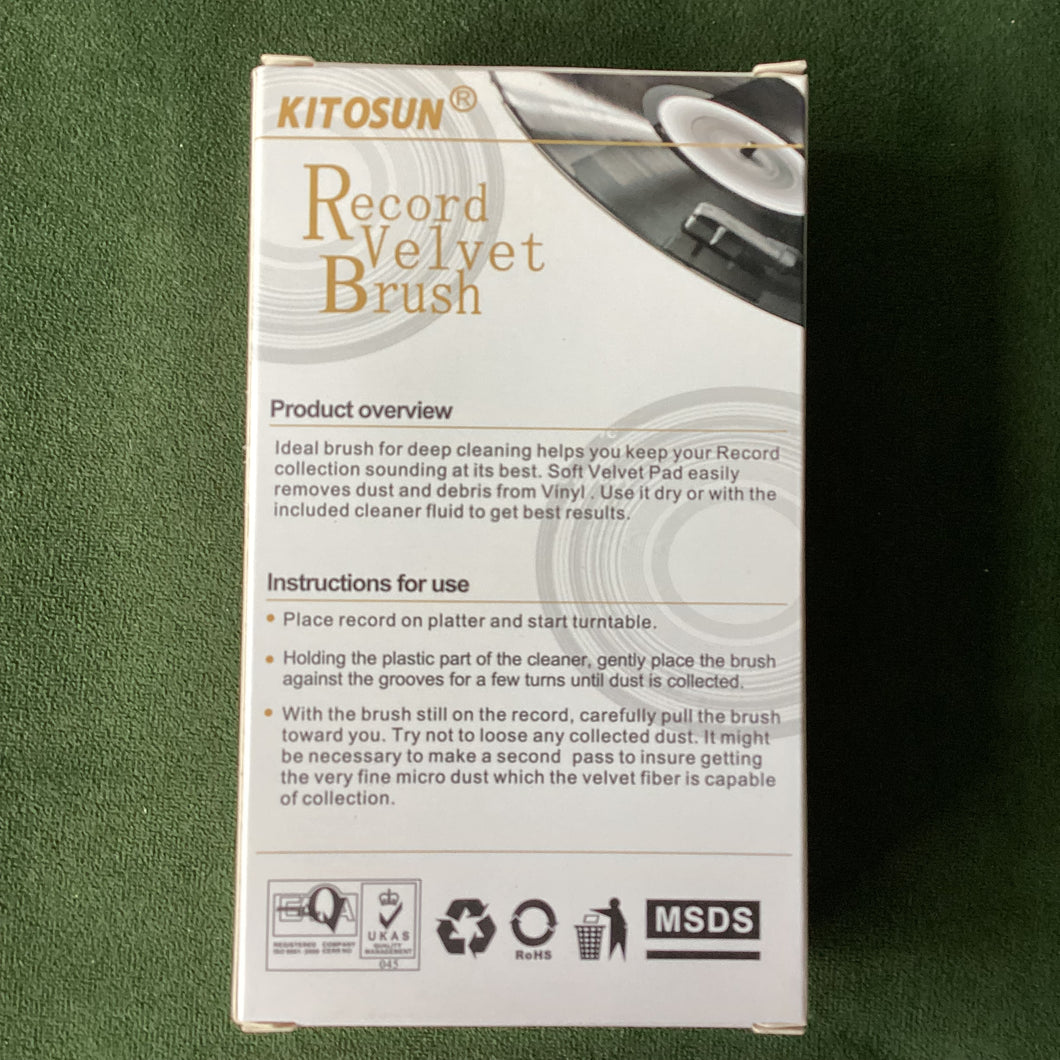 KITOSUN®
Record
Velvet
Brush
Product overview
Ideal brush for deep cleaning helps you keep your Record
collection sounding at its best. Soft Velvet Pad easily
removes dust and debris from Vinyl . Use it dry or with the
included cleaner fluid to get best results.
Instructions for use
• Place record on platter and start turntable.
• Holding the plastic part of the cleaner, gently place the brush
against the grooves for a few turns until dust is collected.
• With the brush still on the record, carefully pull the brush
toward you. Try not to loose any collected dust. It might
be necessary to make a second pass to insure getting
the very fine micro dust which the velvet fiber is capable
of collection.
UKAS
QUALITY
MANAGEMENT
045
REGISTERED COMPANY
RoHS
MSDS